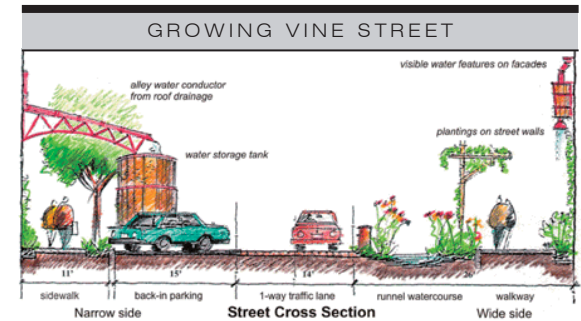 GROWING VINE STREET
visible water features on facades
alley water conductor
from roof drainage
plantings on street walls
water storage tank
11' 15' 14' 26'
sidewalk back-in parking 1-way traffic lane runnel watercourse walkway
Narrow side Street Cross Section Wide side